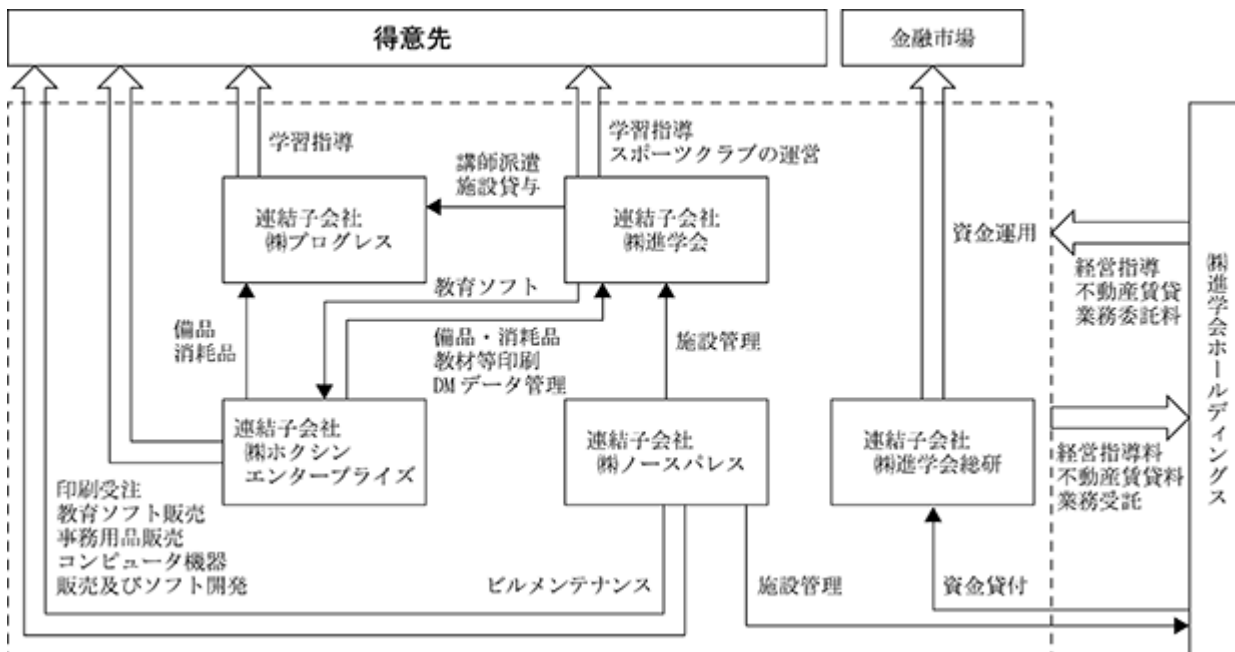 得意先
金融市場
学習指導
学習指導
スポーツクラブの運営
講師派遣
施設貸与
連結子会社
㈱プログレス
連結子会社
㈱進学会
資金運用
経営指導
不動産賃貸
業務委託料
㈱進学会ホールディングス
教育ソフト
備品
消耗品
備品・消耗品
教材等印刷
DMデータ管理
施設管理
連結子会社
㈱ホクシン
エンタープライズ
連結子会社
㈱ノースパレス
連結子会社
㈱進学会総研
経営指導料
不動産賃貸料
業務受託
印刷受注
教育ソフト販売
事務用品販売
コンピュータ機器
販売及びソフト開発
ビルメンテナンス
施設管理
資金貸付